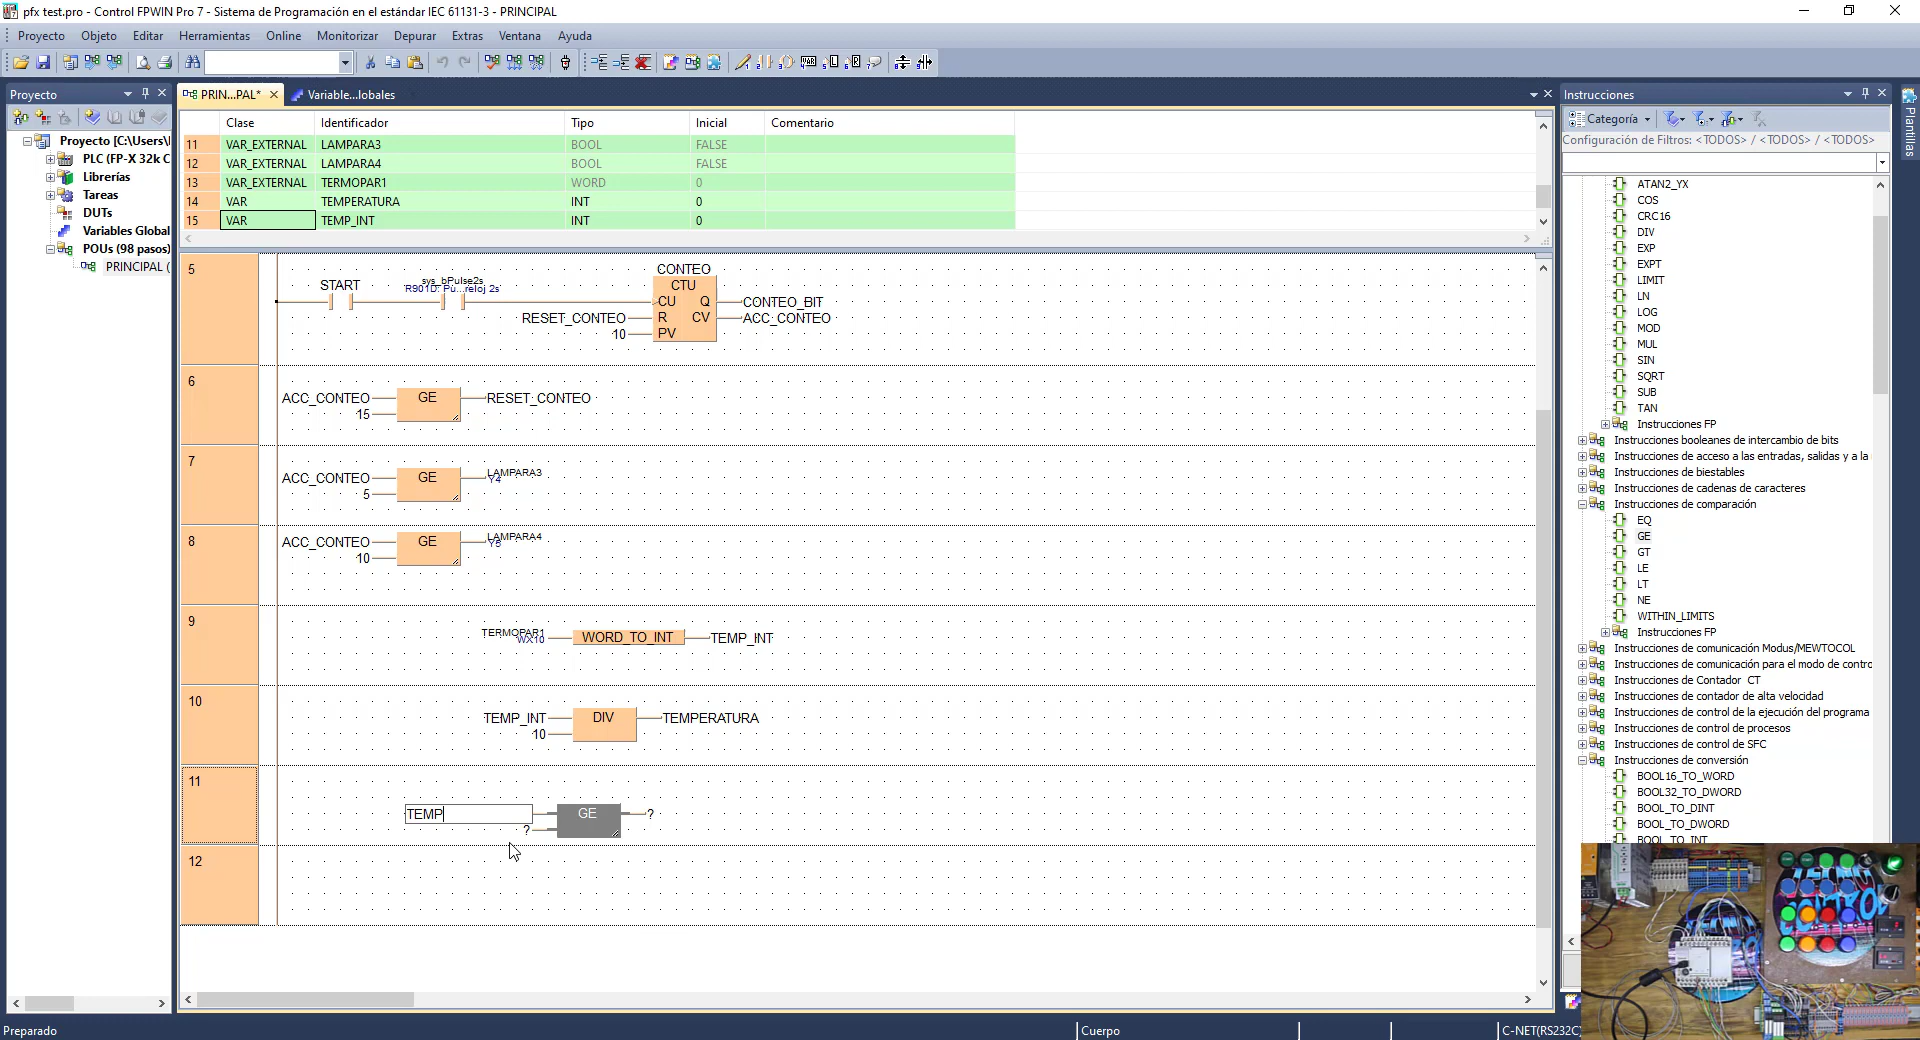 pfx test.pro - Control FPWIN Pro 7 - Sistema de Programación en el estándar IEC 61131-3 - PRINCIPAL
Proyecto Objeto Editar Herramientas Online Monitorizar Depurar Extras Ventana Ayuda
Proyecto
PRIN...PAL*
Variable...lobales
Instrucciones
Plantillas
Categoría
Configuración de Filtros: <TODOS> / <TODOS> / <TODOS>
Proyecto [C:\Users\
PLC (FP-X 32k C
Librerías
Tareas
DUTs
Variables Global
POUs (98 pasos)
PRINCIPAL (
Clase Identificador Tipo Inicial Comentario
11 VAR_EXTERNAL LAMPARA3 BOOL FALSE
12 VAR_EXTERNAL LAMPARA4 BOOL FALSE
13 VAR_EXTERNAL TERMOPAR1 WORD 0
14 VAR TEMPERATURA INT 0
15 VAR TEMP_INT INT 0
5
START
sys_bPulse2s
R901D: Pu...reloj 2s
CONTEO
CTU
CU Q CONTEO_BIT
RESET_CONTEO R CV ACC_CONTEO
10 PV
6
ACC_CONTEO GE RESET_CONTEO
15
7
ACC_CONTEO GE LAMPARA3
Y4
5
8
ACC_CONTEO GE LAMPARA4
Y5
10
9
TERMOPAR1
WX10
WORD_TO_INT TEMP_INT
10
TEMP_INT DIV TEMPERATURA
10
11
TEMP GE ?
?
12
ATAN2_YX
COS
CRC16
DIV
EXP
EXPT
LIMIT
LN
LOG
MOD
MUL
SIN
SQRT
SUB
TAN
Instrucciones FP
Instrucciones booleanes de intercambio de bits
Instrucciones de acceso a las entradas, salidas y a la
Instrucciones de biestables
Instrucciones de cadenas de caracteres
Instrucciones de comparación
EQ
GE
GT
LE
LT
NE
WITHIN_LIMITS
Instrucciones FP
Instrucciones de comunicación Modus/MEWTOCOL
Instrucciones de comunicación para el modo de contro
Instrucciones de Contador CT
Instrucciones de contador de alta velocidad
Instrucciones de control de la ejecución del programa
Instrucciones de control de procesos
Instrucciones de control de SFC
Instrucciones de conversión
BOOL16_TO_WORD
BOOL32_TO_DWORD
BOOL_TO_DINT
BOOL_TO_DWORD
BOOL_TO_INT
Preparado
Cuerpo
C-NET(RS232C)